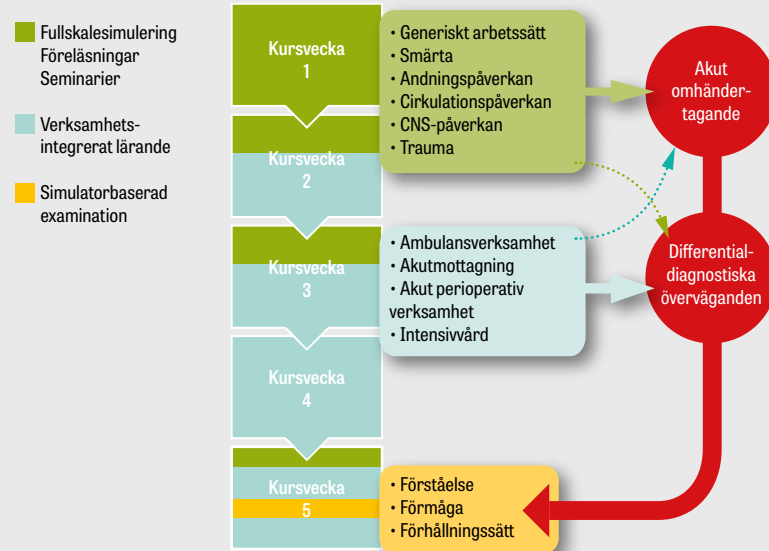 Fullskalesimulering
Föreläsningar
Seminarier
Verksamhets-
integrerat lärande
Simulatorbaserad
examination
Kursvecka
1
Kursvecka
2
Kursvecka
3
Kursvecka
4
Kursvecka
5
• Generiskt arbetssätt
• Smärta
• Andningspåverkan
• Cirkulationspåverkan
• CNS-påverkan
• Trauma
• Ambulansverksamhet
• Akutmottagning
• Akut perioperativ
verksamhet
• Intensivvård
• Förståelse
• Förmåga
• Förhållningssätt
Akut
omhänder-
tagande
Differential-
diagnostiska
överväganden